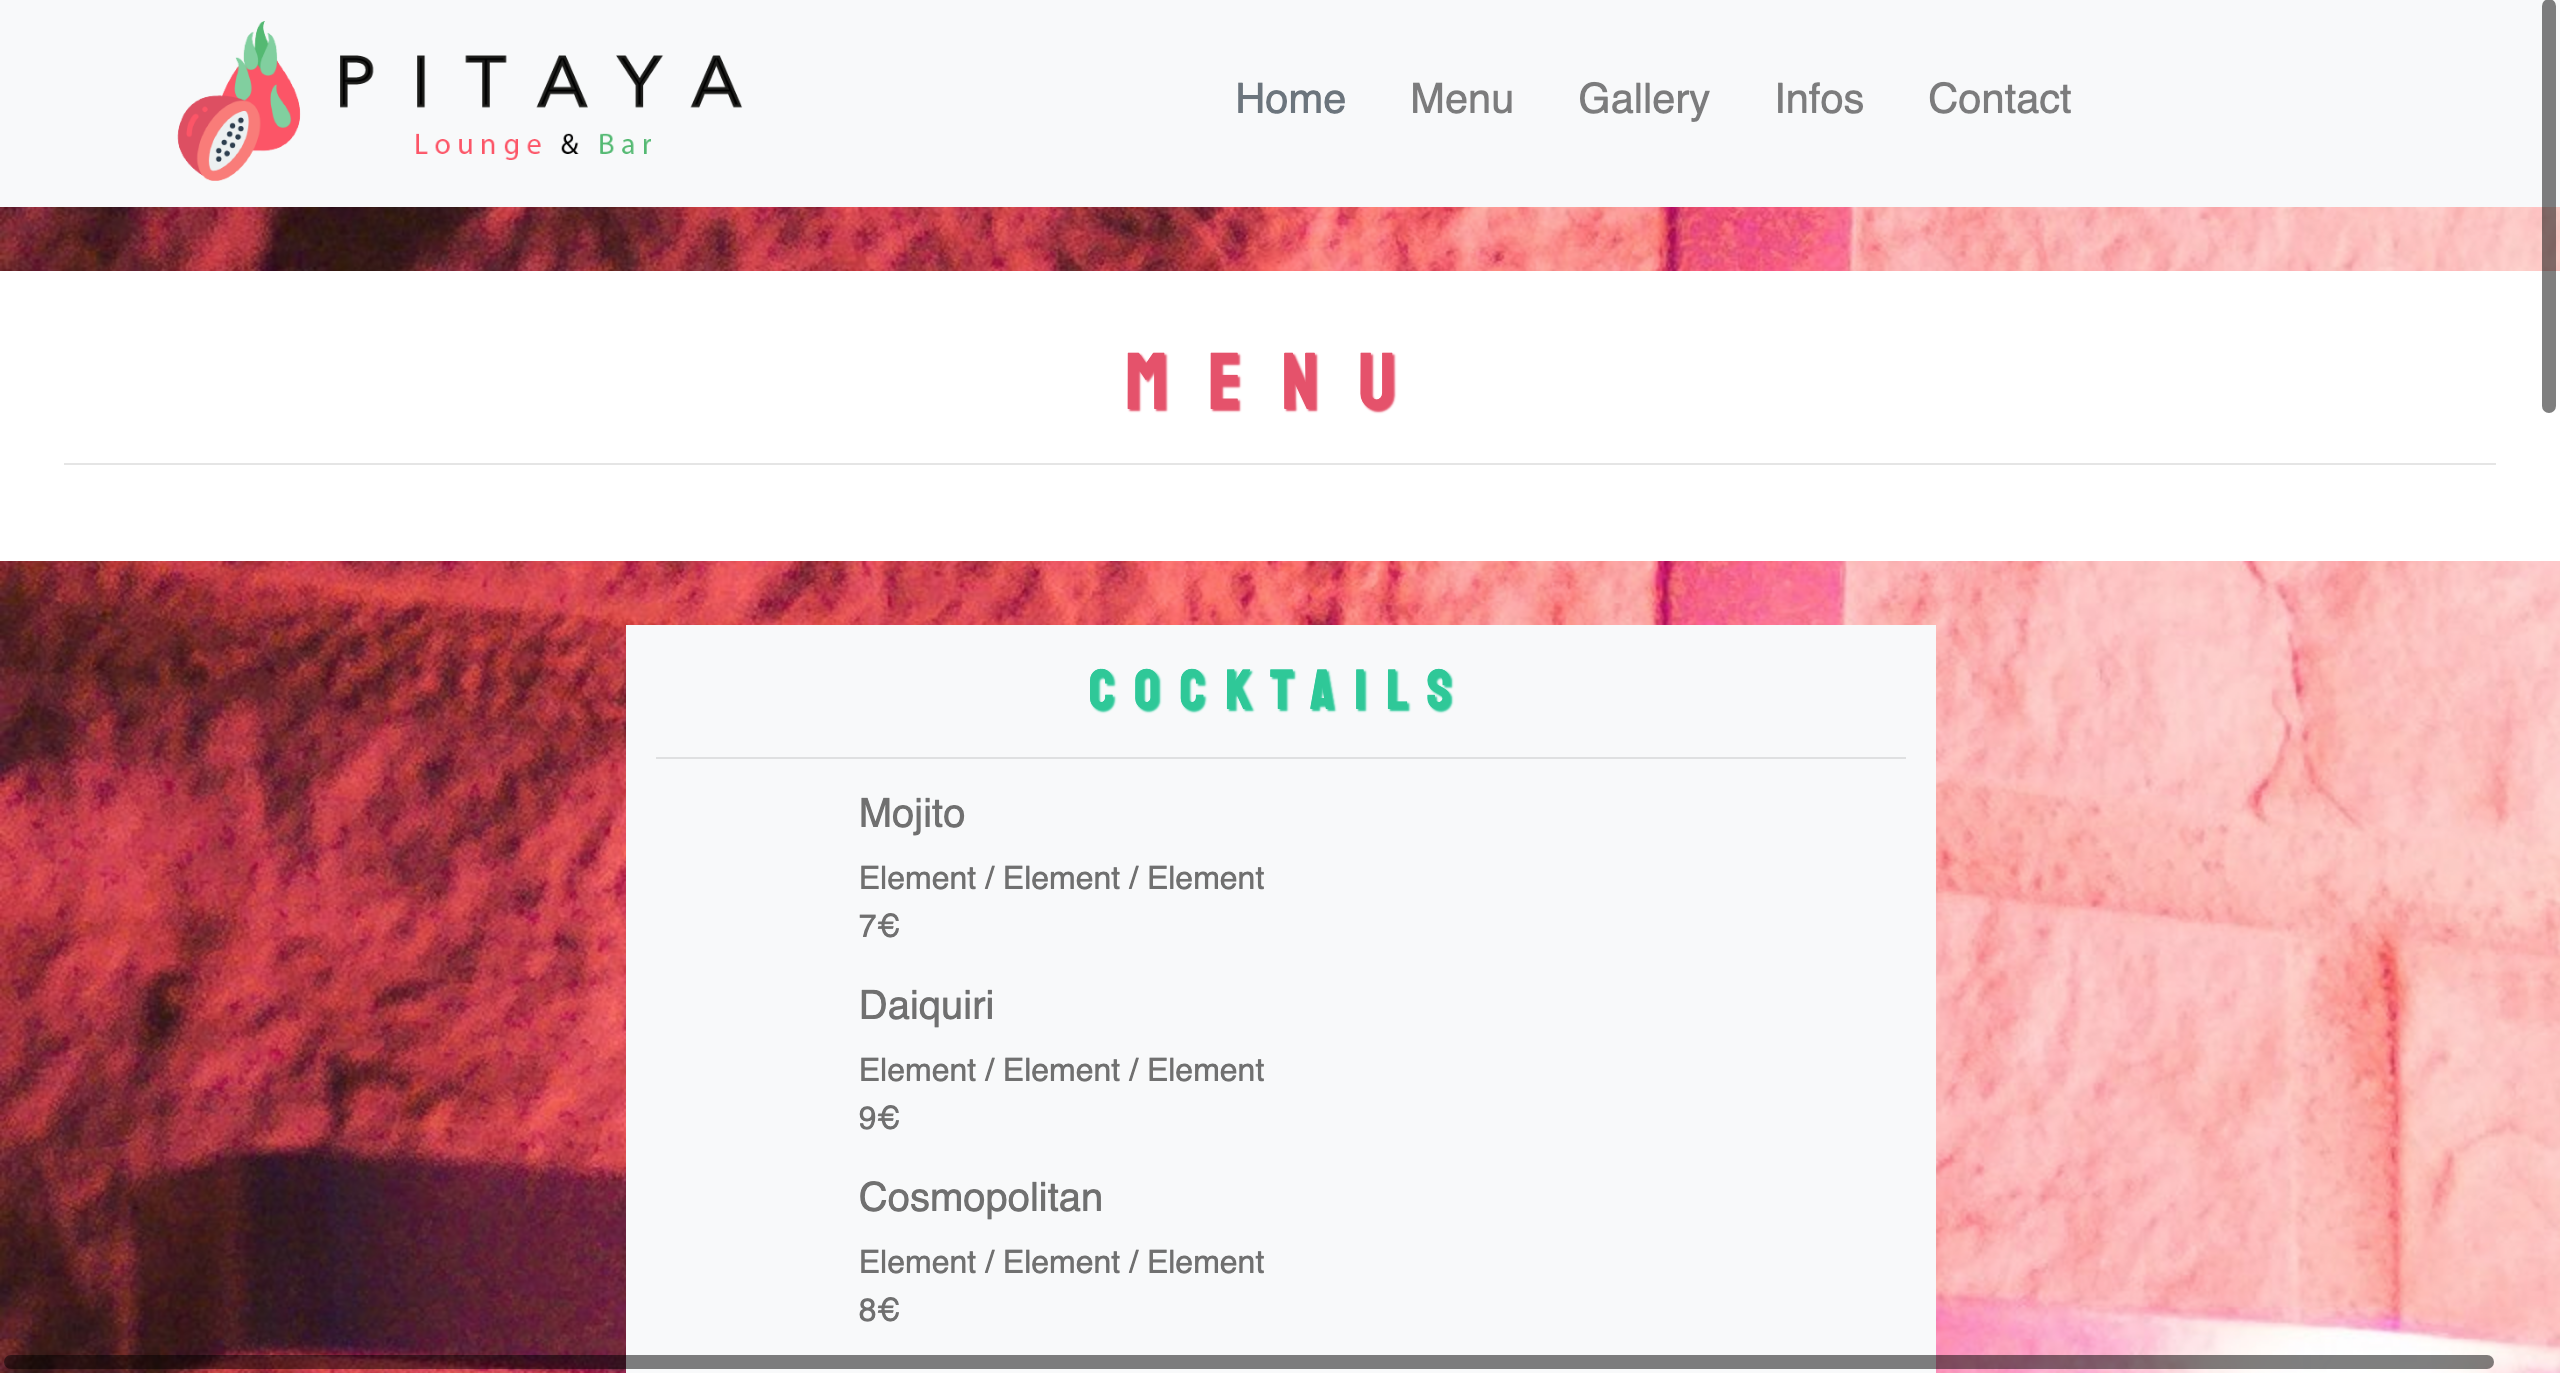 PITAYA
Lounge & Bar
Home Menu Gallery Infos Contact
MENU
COCKTAILS
Mojito
Element / Element / Element
7€
Daiquiri
Element / Element / Element
9€
Cosmopolitan
Element / Element / Element
8€